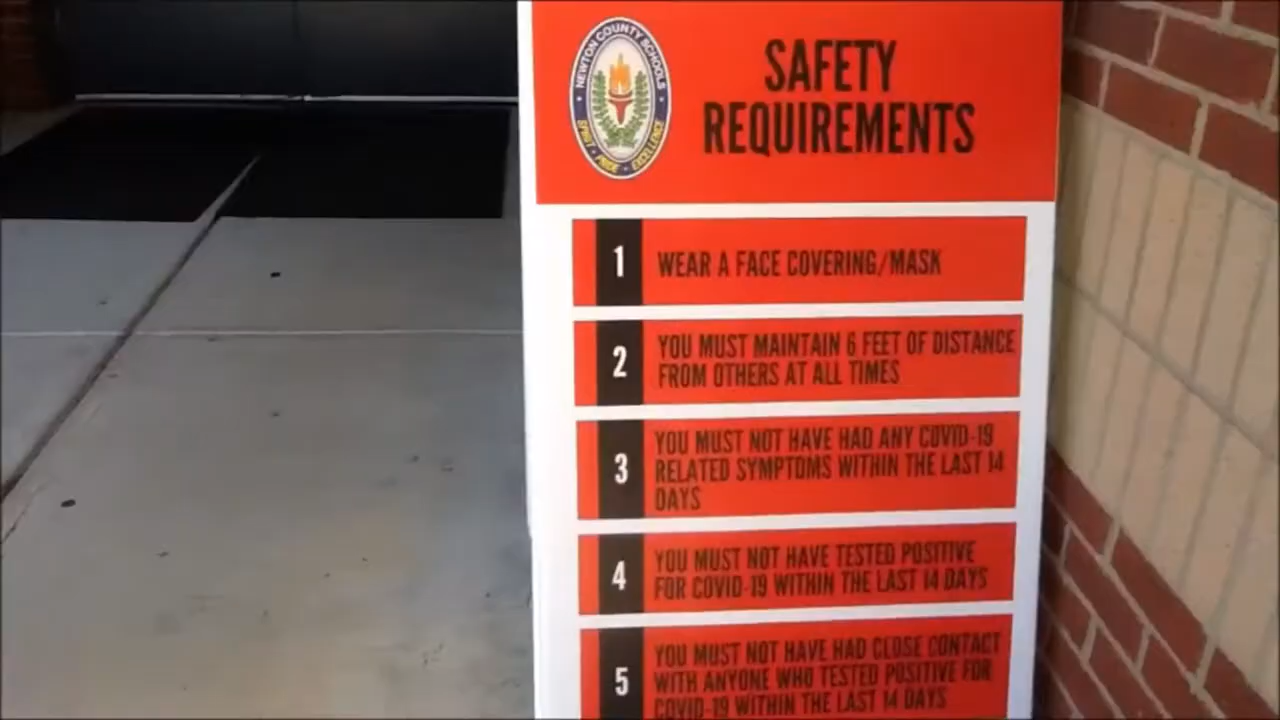 NEWTON COUNTY SCHOOLS
SPIRIT • PRIDE • EXCELLENCE
SAFETY
REQUIREMENTS
1 WEAR A FACE COVERING/MASK
2 YOU MUST MAINTAIN 6 FEET OF DISTANCE
FROM OTHERS AT ALL TIMES
3 YOU MUST NOT HAVE HAD ANY COVID-19
RELATED SYMPTOMS WITHIN THE LAST 14
DAYS
4 YOU MUST NOT HAVE TESTED POSITIVE
FOR COVID-19 WITHIN THE LAST 14 DAYS
5 YOU MUST NOT HAVE HAD CLOSE CONTACT
WITH ANYONE WHO TESTED POSITIVE FOR
COVID-19 WITHIN THE LAST 14 DAYS